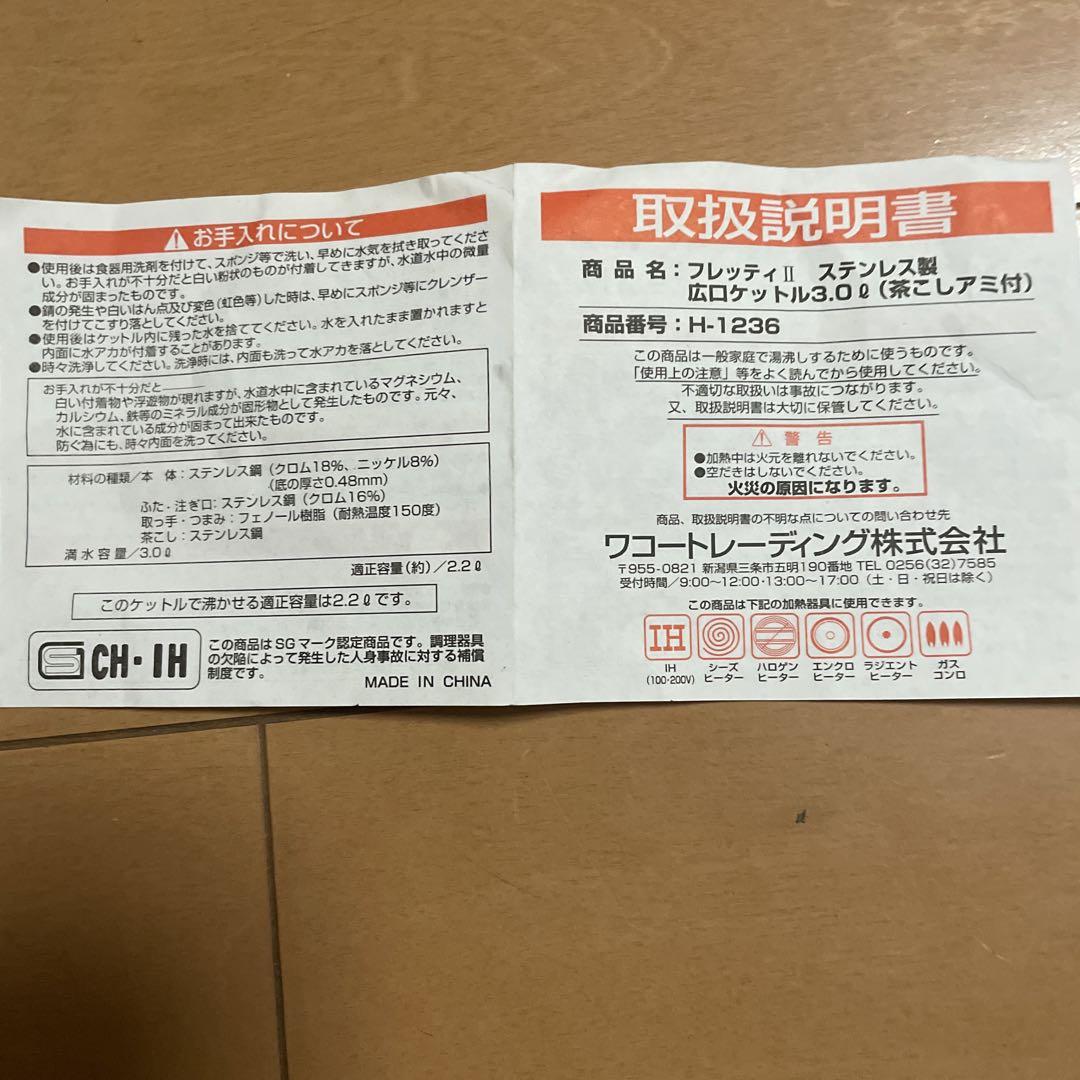 お手入れについて
●使用後は食器用洗剤を付けて、スポンジ等で洗い、早めに水気を拭き取ってくださ
い。お手入れが不十分だと白い粉状のものが付着してきますが、水道水中の微量
成分が固まったものです。
●錆の発生や白いはん点及び変色(虹色等)した時は、早めにスポンジ等にクレンザー
を付けてこすり落としてください。
●使用後はケットル内に残った水を捨ててください。水を入れたまま置かれますと
内面に水アカが付着することがあります。
●時々洗浄してください。洗浄時には、内面も洗って水アカを落としてください。
お手入れが不十分だと
白い付着物や浮遊物が現れますが、水道水中に含まれているマグネシウム、
カルシウム、鉄等のミネラル成分が固形物として発生したものです。元々、
水に含まれている成分が固まって出来たものです。
防ぐ為にも、時々内面を洗ってください。
材料の種類/本 体:ステンレス鋼(クロム18%、ニッケル8%)
(底の厚さ0.48mm)
ふた・注ぎ口:ステンレス鋼(クロム16%)
取っ手・つまみ:フェノール樹脂(耐熱温度150度)
茶こし:ステンレス鋼
満水容量/3.0ℓ
適正容量(約)/2.2ℓ
このケットルで沸かせる適正容量は2.2ℓです。
SG CH・IH
この商品はSGマーク認定商品です。調理器具
の欠陥によって発生した人身事故に対する補償
制度です。
MADE IN CHINA
取扱説明書
商品名:フレッティⅡ ステンレス製
広口ケットル3.0ℓ(茶こしアミ付)
商品番号:H-1236
この商品は一般家庭で湯沸しするために使うものです。
「使用上の注意」等をよく読んでから使用してください。
不適切な取扱いは事故につながります。
又、取扱説明書は大切に保管してください。
警告
●加熱中は火元を離れないでください。
●空だきはしないでください。
火災の原因になります。
商品、取扱説明書の不明な点についての問い合わせ先
ワコートレーディング株式会社
〒955-0821 新潟県三条市五明190番地 TEL 0256(32)7585
受付時間/9:00~12:00・13:00~17:00(土・日・祝日は除く)
この商品は下記の加熱器具に使用できます。
IH
IH
(100-200V)
シーズ
ヒーター
ハロゲン
ヒーター
エンクロ
ヒーター
ラジエント
ヒーター
ガス
コンロ